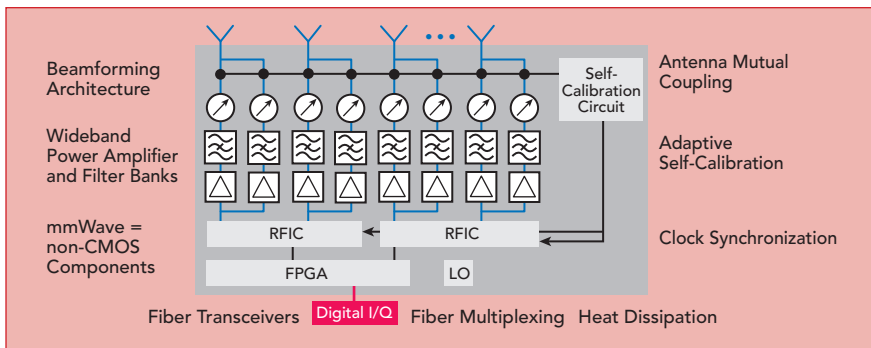 Beamforming
Architecture
Self-
Calibration
Circuit
Antenna Mutual
Coupling
Wideband
Power Amplifier
and Filter Banks
Adaptive
Self-Calibration
mmWave =
non-CMOS
Components
RFIC
RFIC
Clock Synchronization
FPGA
LO
Fiber Transceivers
Digital I/Q
Fiber Multiplexing
Heat Dissipation